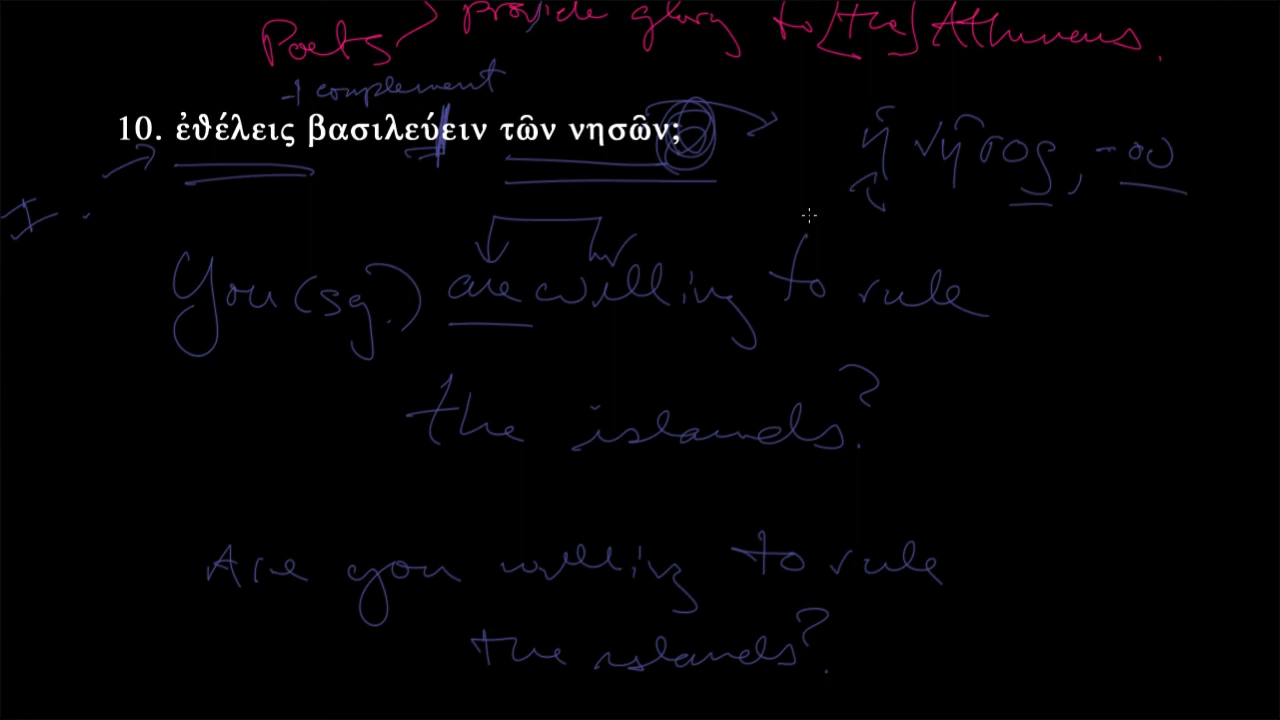 provide glory to [the] Athenians.
Poets
complement
10. ἐθέλεις βασιλεύειν τῶν νησῶν;
ἡ νῆσος, -ου
I.
You (sg.) are willing to rule
the islands?
Are you willing to rule
the islands?